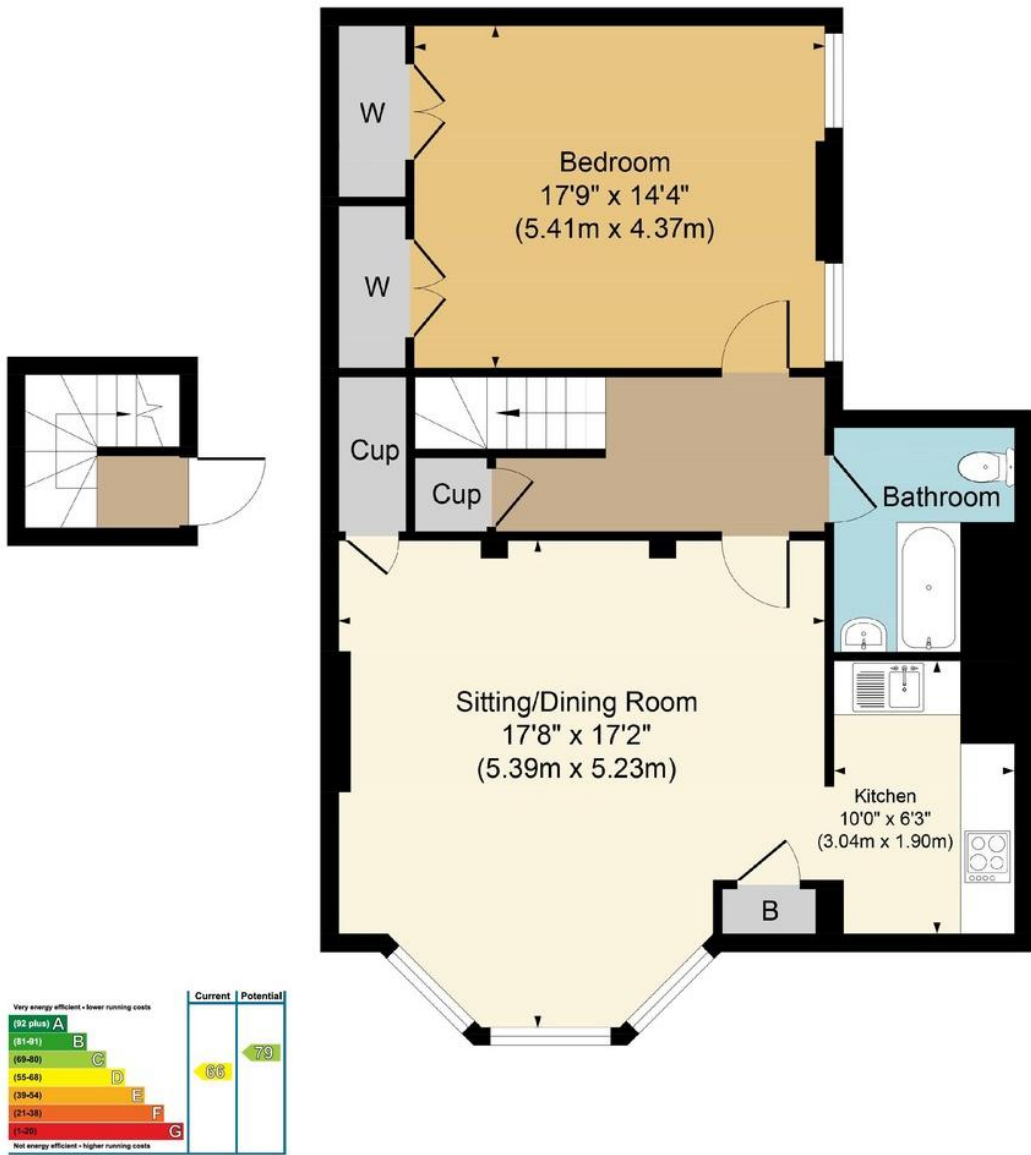 W
Bedroom
17'9" x 14'4"
(5.41m x 4.37m)
W
Cup
Cup
Bathroom
Sitting/Dining Room
17'8" x 17'2"
(5.39m x 5.23m)
Kitchen
10'0" x 6'3"
(3.04m x 1.90m)
B
Current Potential
Very energy efficient - lower running costs
(92 plus) A
(81-91) B
(69-80) C
(55-68) D
(39-54) E
(21-38) F
(1-20) G
66
79
Not energy efficient - higher running costs